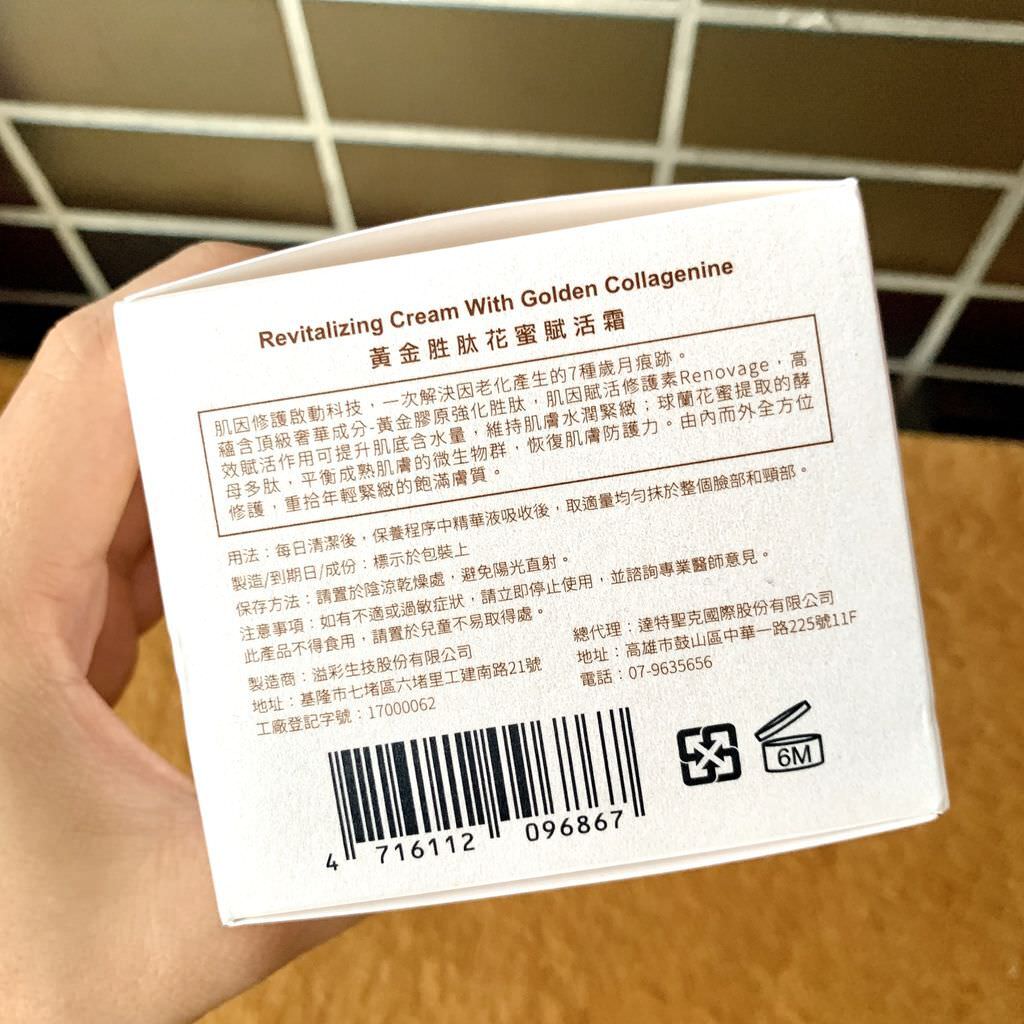 Revitalizing Cream With Golden Collagenine
黃金胜肽花蜜賦活霜
肌因修護啟動科技，一次解決因老化產生的7種歲月痕跡。
蘊含頂級奢華成分-黃金膠原強化胜肽，肌因賦活修護素Renovage，高
效賦活作用可提升肌底含水量，維持肌膚水潤緊緻；球蘭花蜜提取的酵
母多肽，平衡成熟肌膚的微生物群，恢復肌膚防護力。由內而外全方位
修護，重拾年輕緊緻的飽滿膚質。
用法：每日清潔後，保養程序中精華液吸收後，取適量均勻抹於整個臉部和頸部。
製造/到期日/成份：標示於包裝上
保存方法：請置於陰涼乾燥處，避免陽光直射。
注意事項：如有不適或過敏症狀，請立即停止使用，並諮詢專業醫師意見。
此產品不得食用，請置於兒童不易取得處。
製造商：溢彩生技股份有限公司
地址：基隆市七堵區六堵里工建南路21號
工廠登記字號：17000062
總代理：達特聖克國際股份有限公司
地址：高雄市鼓山區中華一路225號11F
電話：07-9635656
6M
4 716112 096867